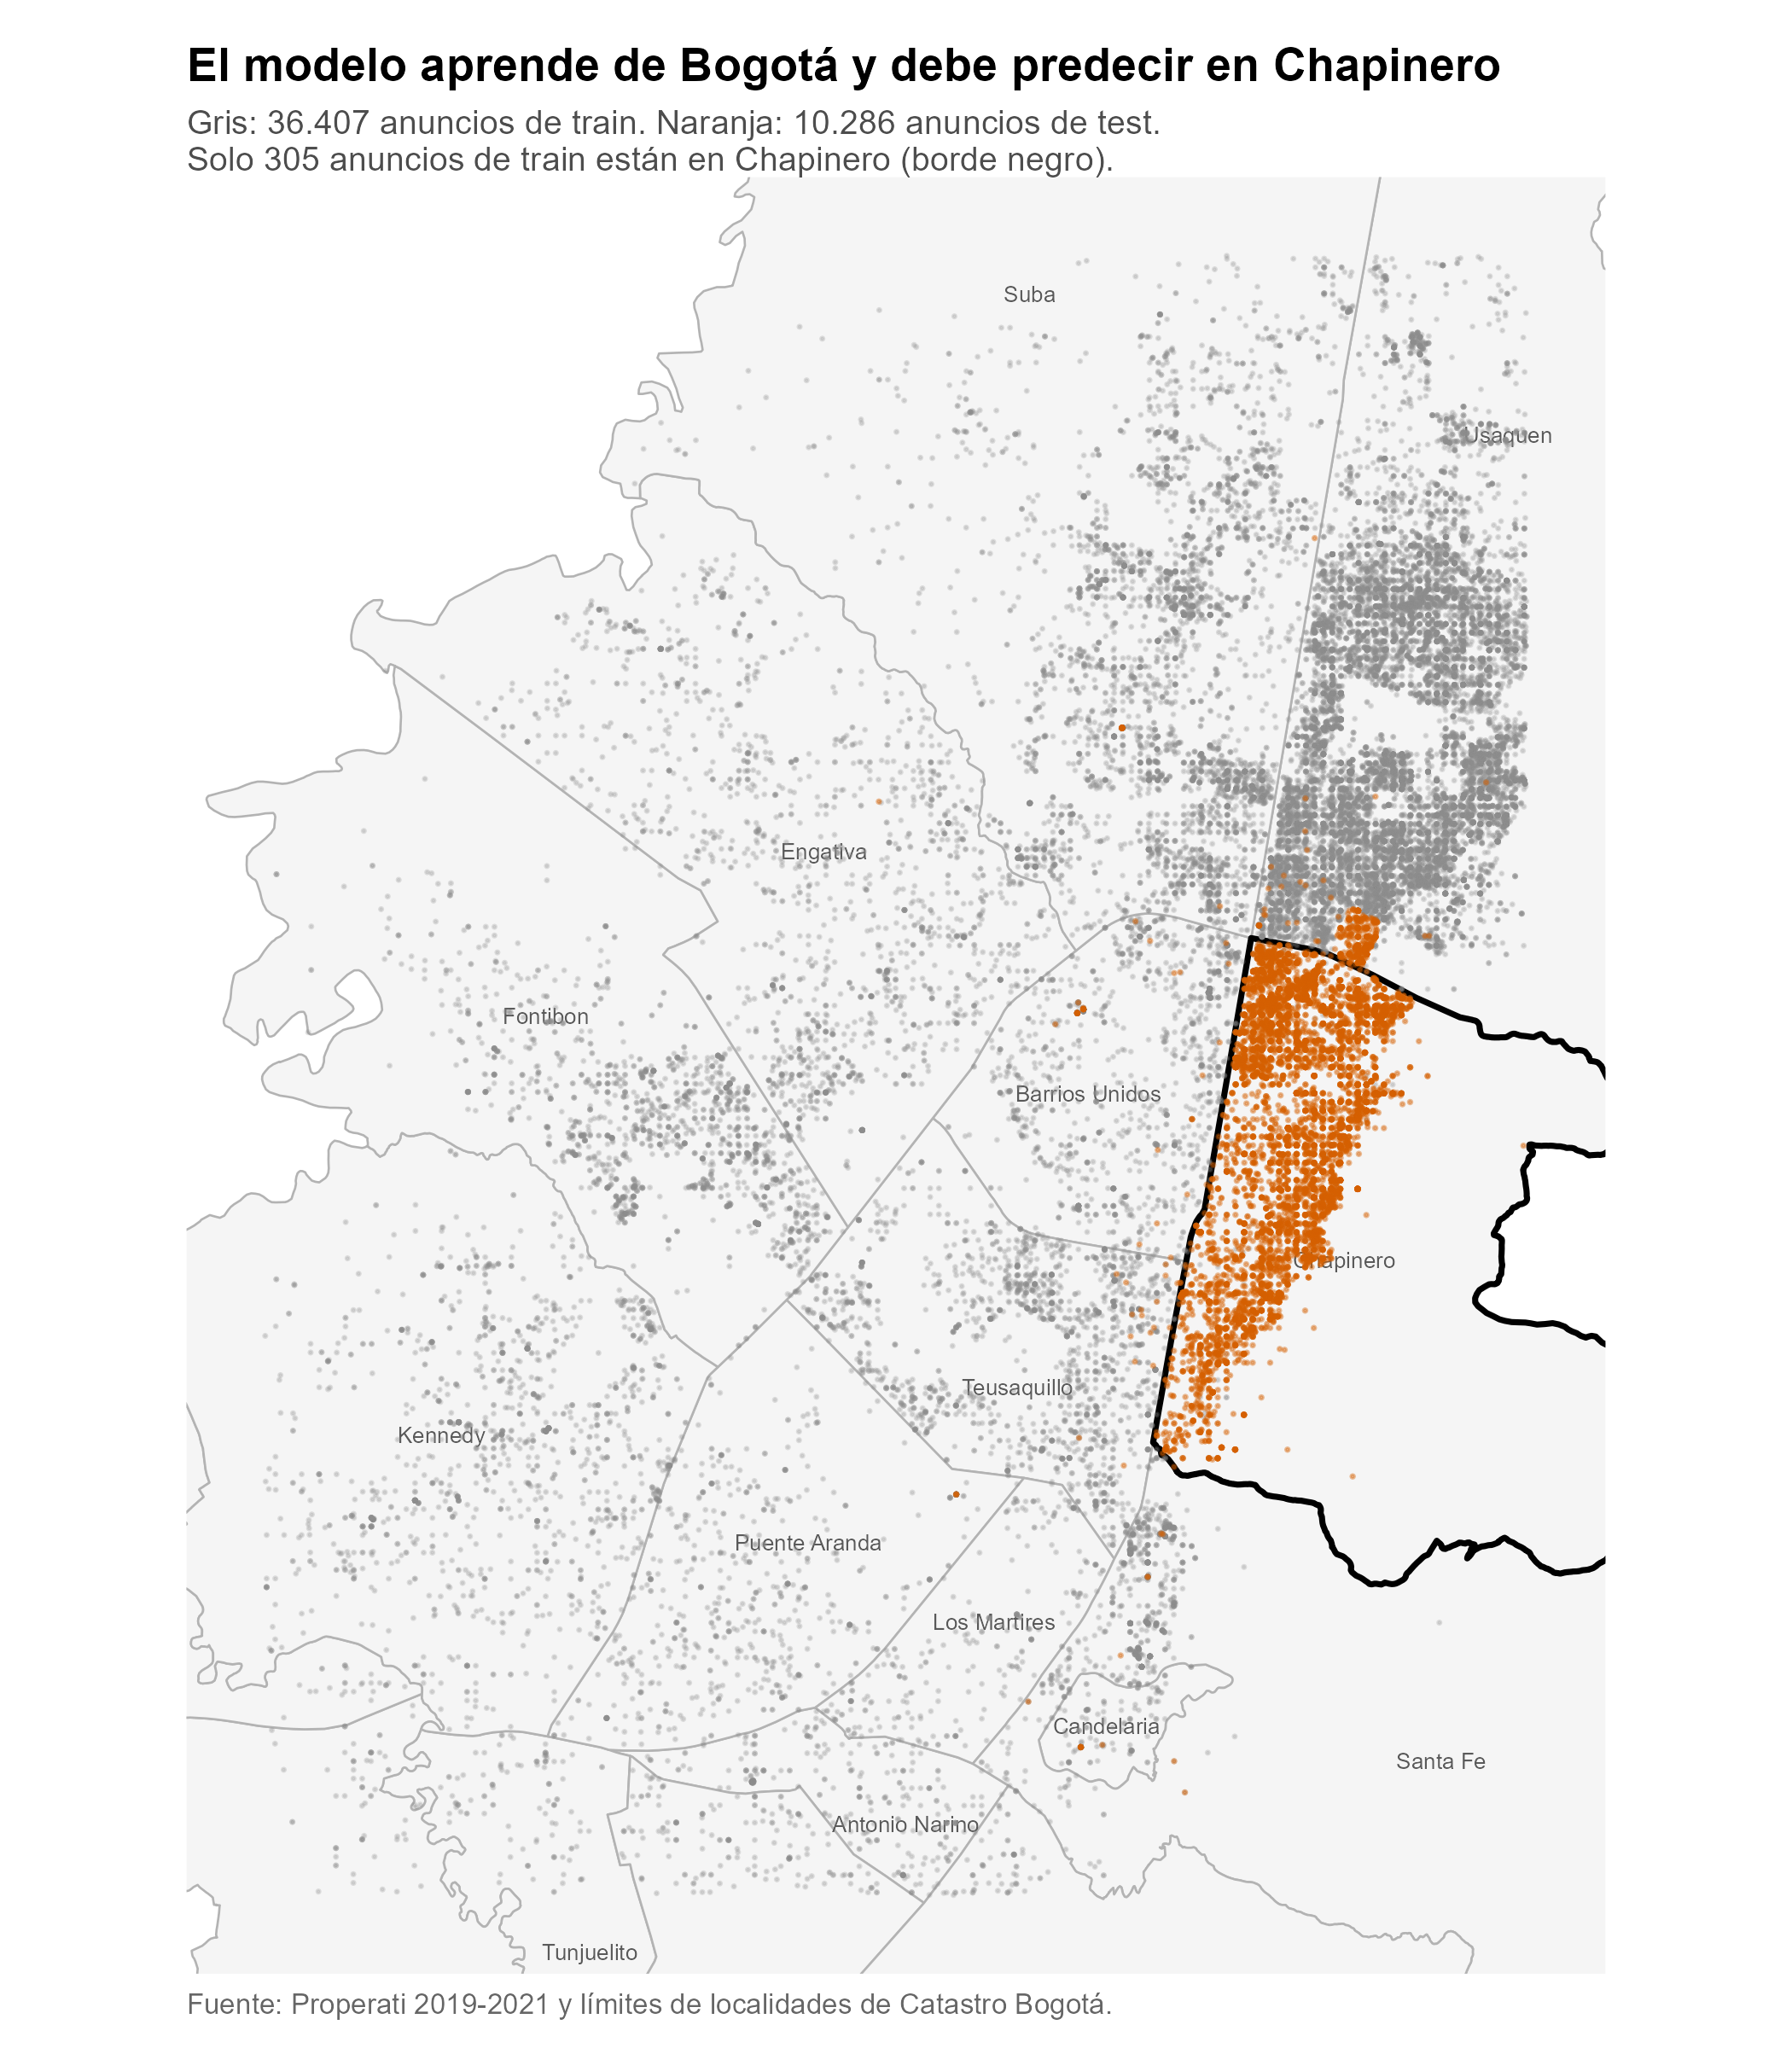 El modelo aprende de Bogotá y debe predecir en Chapinero
Gris: 36.407 anuncios de train. Naranja: 10.286 anuncios de test.
Solo 305 anuncios de train están en Chapinero (borde negro).
Suba
Usaquen
Engativa
Fontibon
Barrios Unidos
Chapinero
Teusaquillo
Kennedy
Puente Aranda
Los Martires
Candelaria
Santa Fe
Antonio Narino
Tunjuelito
Fuente: Properati 2019-2021 y límites de localidades de Catastro Bogotá.